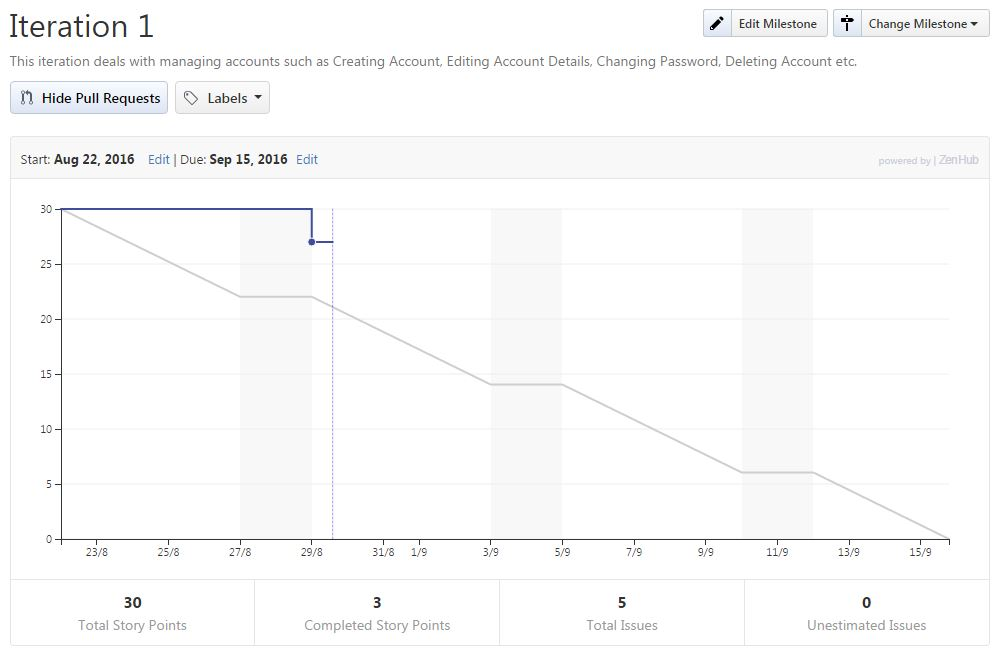 Iteration 1
Edit Milestone
Change Milestone
This iteration deals with managing accounts such as Creating Account, Editing Account Details, Changing Password, Deleting Account etc.
Hide Pull Requests
Labels
Start: Aug 22, 2016 Edit | Due: Sep 15, 2016 Edit
powered by | ZenHub
30
25
20
15
10
5
0
23/8 25/8 27/8 29/8 31/8 1/9 3/9 5/9 7/9 9/9 11/9 13/9 15/9
30 3 5 0
Total Story Points Completed Story Points Total Issues Unestimated Issues